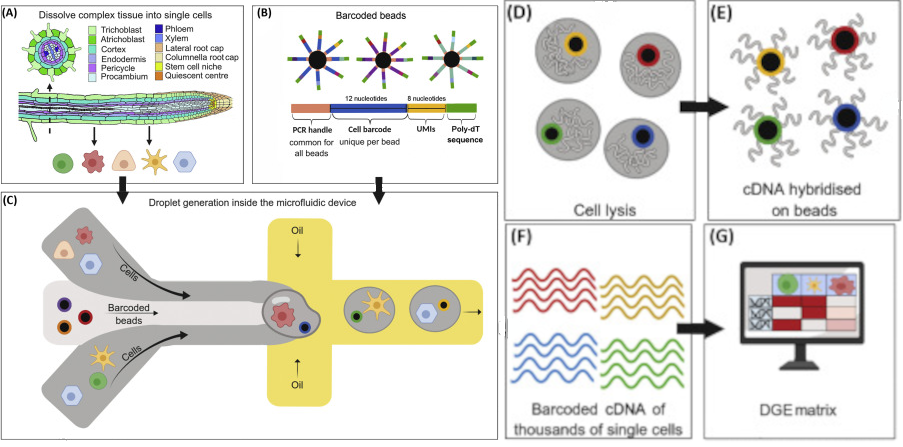 (A)
Dissolve complex tissue into single cells
Trichoblast
Atrichoblast
Cortex
Endodermis
Pericycle
Procambium
Phloem
Xylem
Lateral root cap
Columnella root cap
Stem cell niche
Quiescent centre
(B)
Barcoded beads
12 nucleotides
8 nucleotides
PCR handle
common for
all beads
Cell barcode
unique per bead
UMIs
Poly-dT
sequence
(C)
Droplet generation inside the microfluidic device
Cells
Barcoded
beads
Cells
Oil
Oil
(D)
Cell lysis
(E)
cDNA hybridised
on beads
(F)
Barcoded cDNA of
thousands of single cells
(G)
DGE matrix